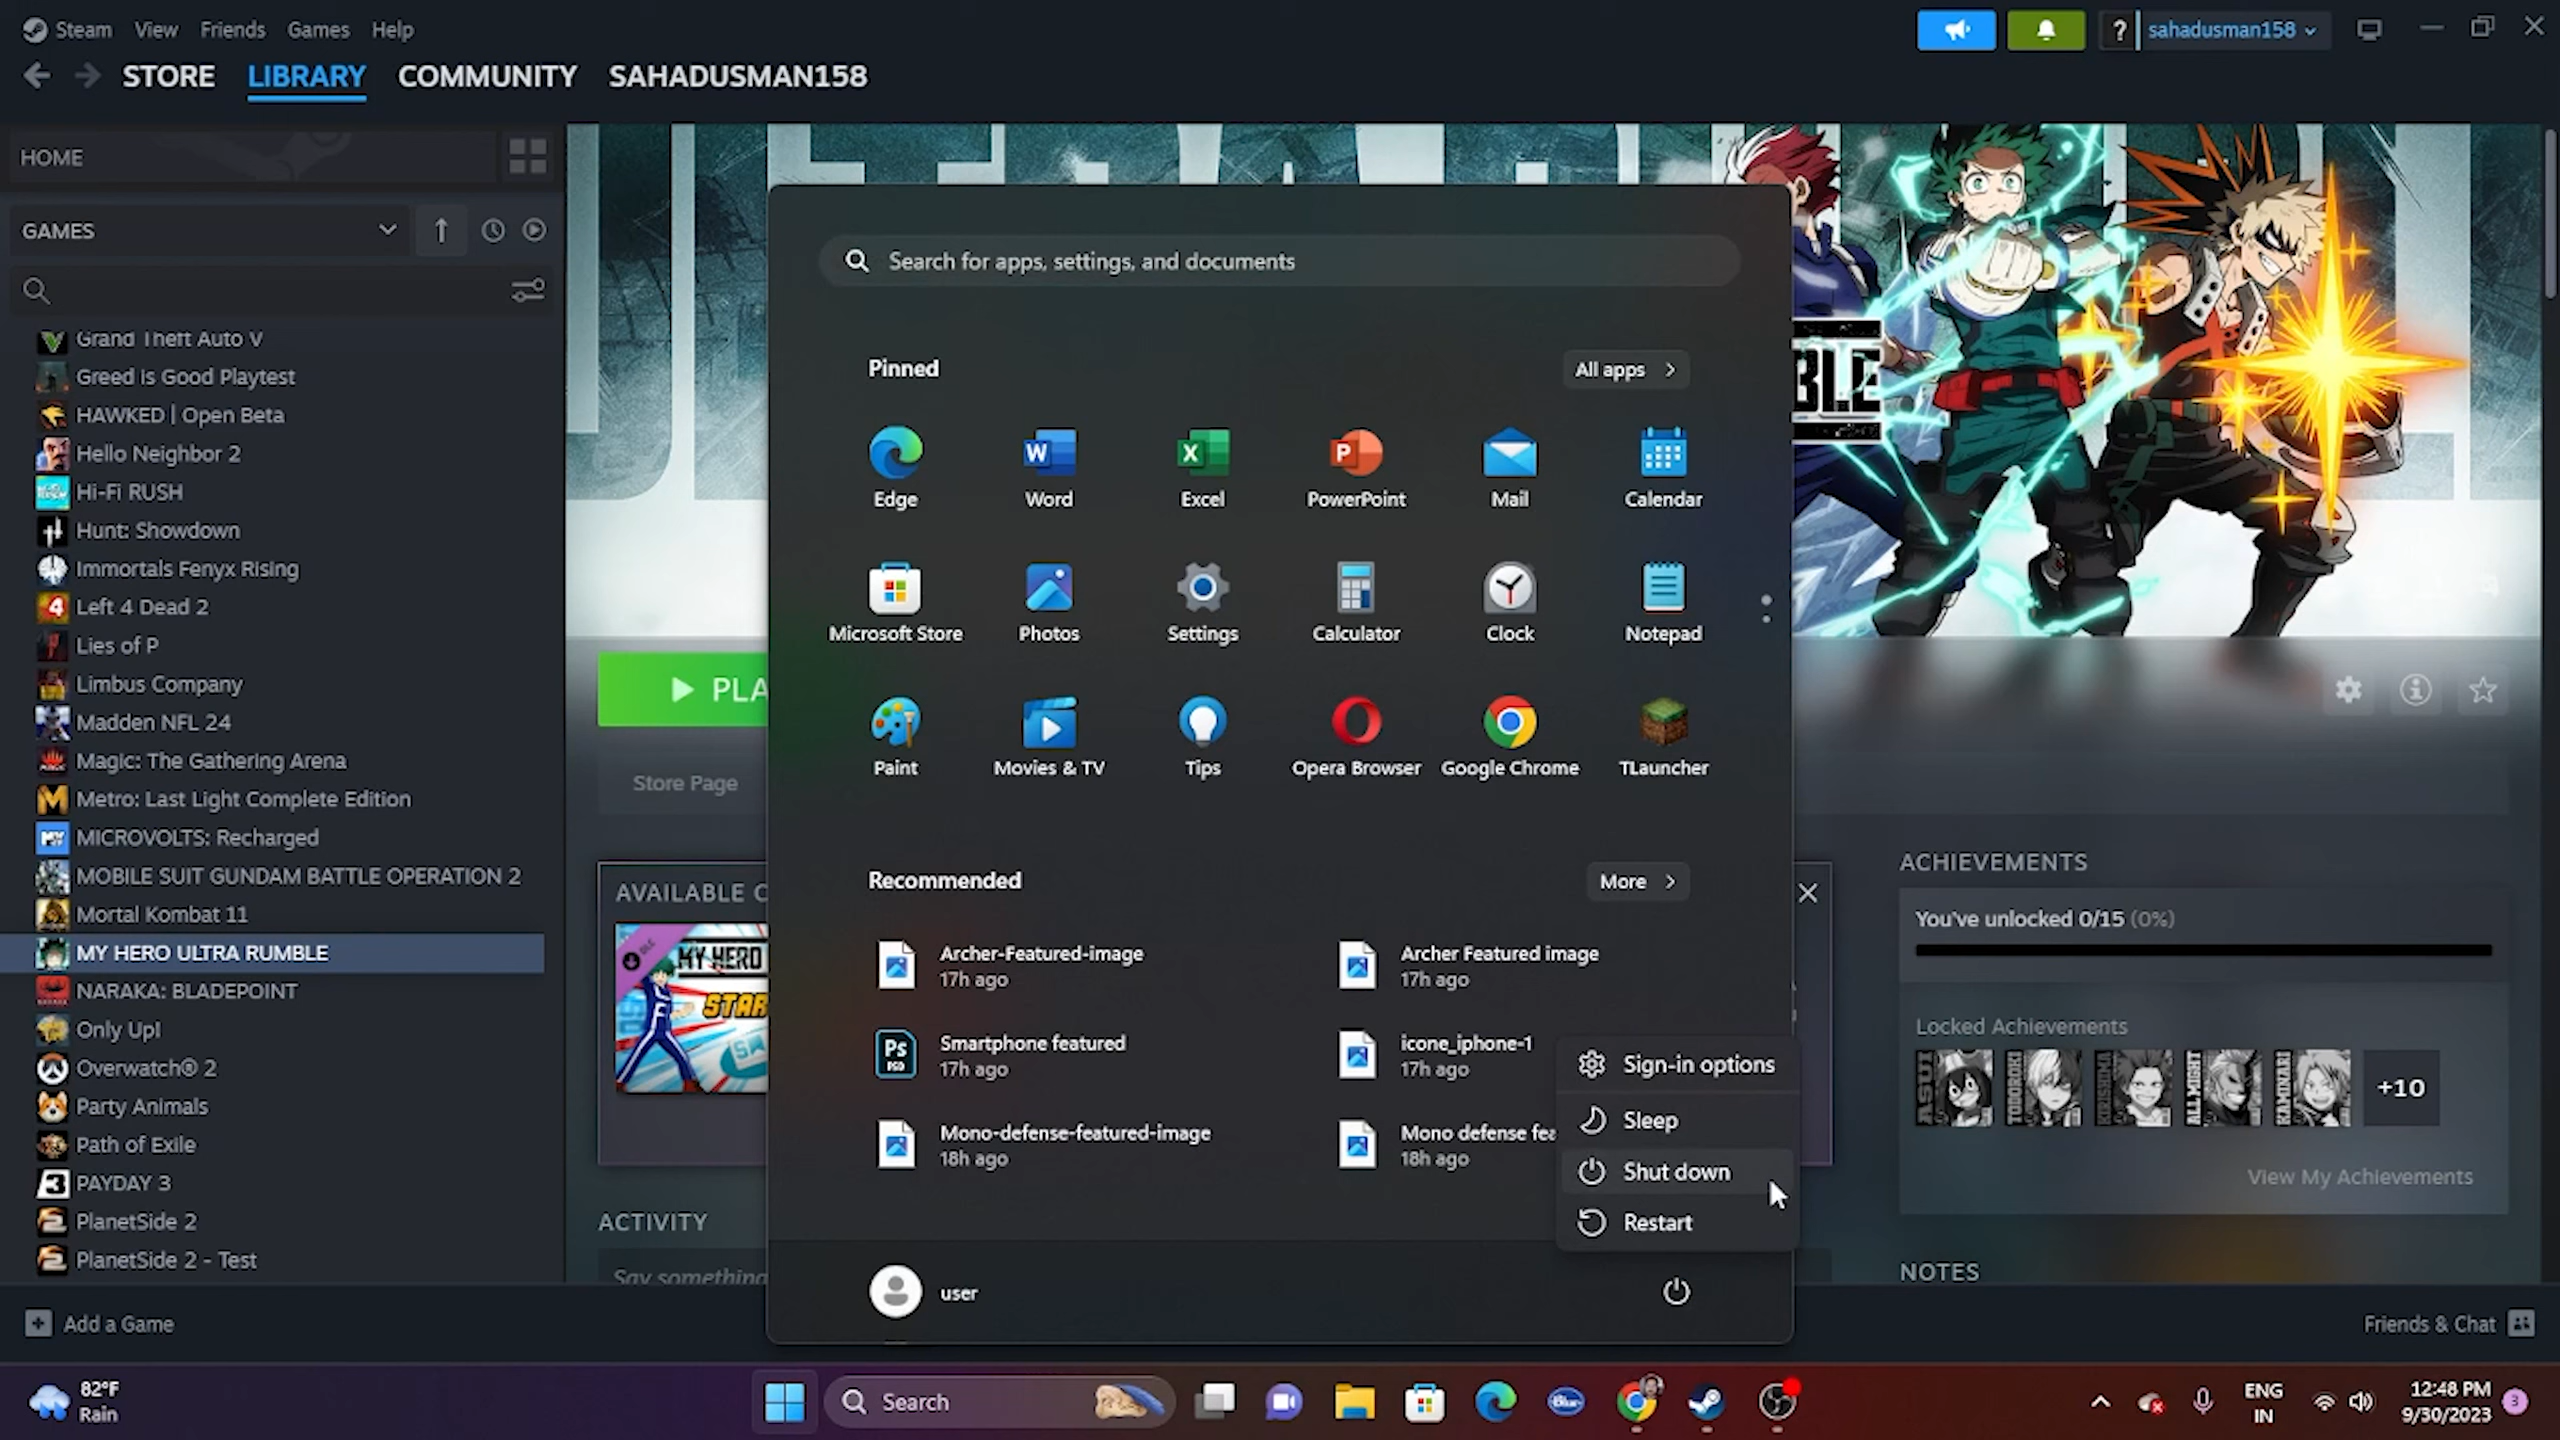 Steam View Friends Games Help
? sahadusman158
STORE LIBRARY COMMUNITY SAHADUSMAN158
HOME
GAMES
Grand Theft Auto V
Greed is Good Playtest
HAWKED | Open Beta
Hello Neighbor 2
Hi-Fi RUSH
Hunt: Showdown
Immortals Fenyx Rising
Left 4 Dead 2
Lies of P
Limbus Company
Madden NFL 24
Magic: The Gathering Arena
Metro: Last Light Complete Edition
MICROVOLTS: Recharged
MOBILE SUIT GUNDAM BATTLE OPERATION 2
Mortal Kombat 11
MY HERO ULTRA RUMBLE
NARAKA: BLADEPOINT
Only Up!
Overwatch® 2
Party Animals
Path of Exile
PAYDAY 3
PlanetSide 2
PlanetSide 2 - Test
Add a Game
BLE
PLA
Store Page
AVAILABLE C
MY HERO
STAR
ACTIVITY
Say something
Search for apps, settings, and documents
Pinned
All apps
Edge
Word
Excel
PowerPoint
Mail
Calendar
Microsoft Store
Photos
Settings
Calculator
Clock
Notepad
Paint
Movies & TV
Tips
Opera Browser
Google Chrome
TLauncher
Recommended
More
Archer-Featured-image
17h ago
Archer Featured image
17h ago
Smartphone featured
17h ago
icone_iphone-1
17h ago
Mono-defense-featured-image
18h ago
Mono defense fea
18h ago
Sign-in options
Sleep
Shut down
Restart
user
ACHIEVEMENTS
You've unlocked 0/15 (0%)
Locked Achievements
ASUI
TODOROKI
KIRISHIMA
ALL MIGHT
KAMINARI
+10
View My Achievements
NOTES
Friends & Chat
82°F
Rain
Search
ENG
IN
12:48 PM
9/30/2023
3